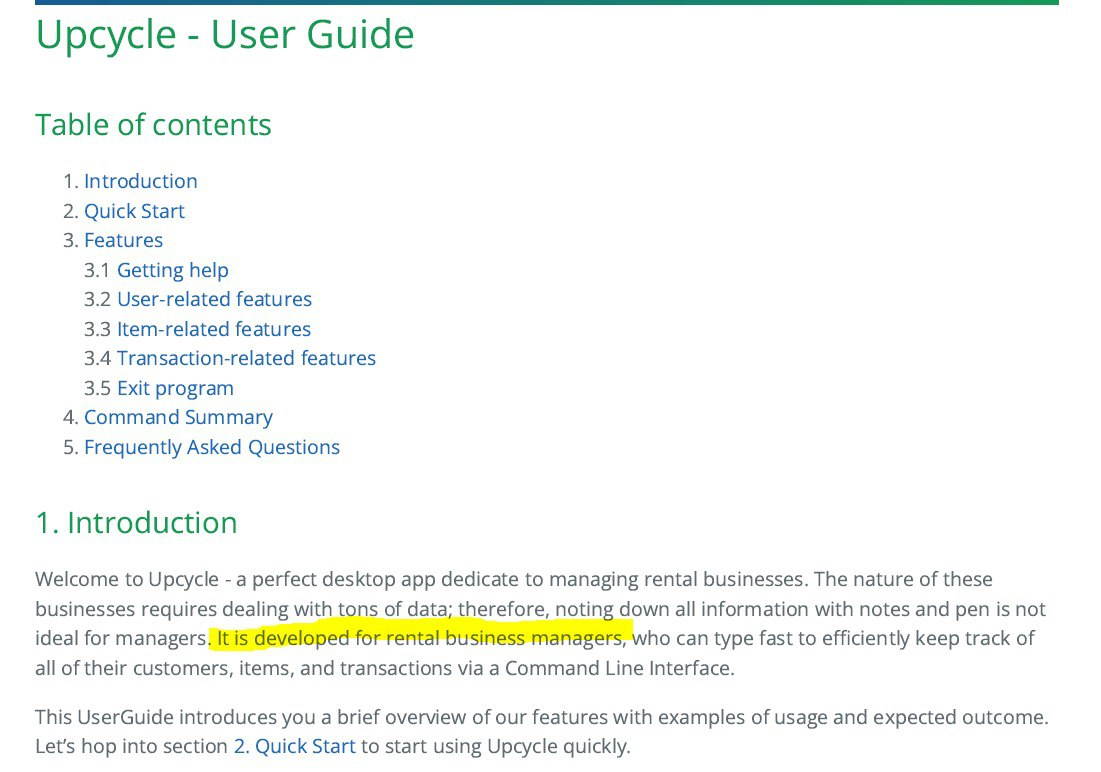 Upcycle - User Guide
Table of contents
1. Introduction
2. Quick Start
3. Features
3.1 Getting help
3.2 User-related features
3.3 Item-related features
3.4 Transaction-related features
3.5 Exit program
4. Command Summary
5. Frequently Asked Questions
1. Introduction
Welcome to Upcycle - a perfect desktop app dedicate to managing rental businesses. The nature of these
businesses requires dealing with tons of data; therefore, noting down all information with notes and pen is not
ideal for managers. It is developed for rental business managers, who can type fast to efficiently keep track of
all of their customers, items, and transactions via a Command Line Interface.
This UserGuide introduces you a brief overview of our features with examples of usage and expected outcome.
Let’s hop into section 2. Quick Start to start using Upcycle quickly.